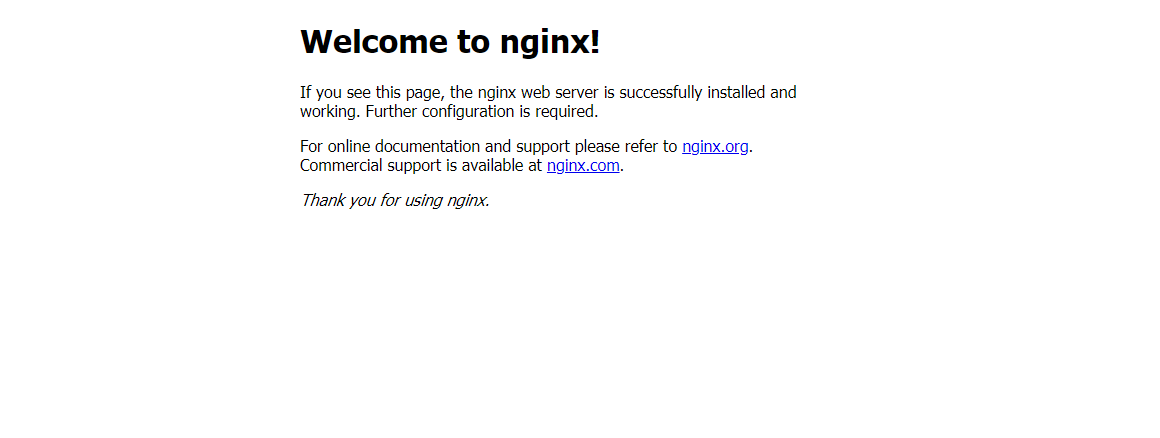 Welcome to nginx!
If you see this page, the nginx web server is successfully installed and
working. Further configuration is required.
For online documentation and support please refer to nginx.org.
Commercial support is available at nginx.com.
Thank you for using nginx.